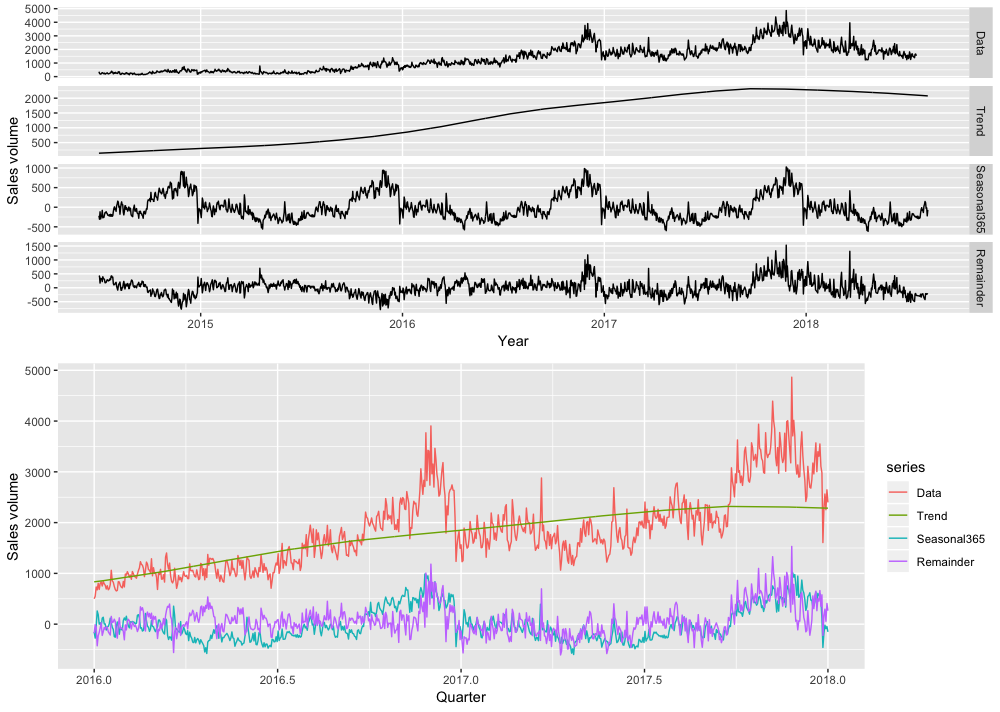 5000
4000
3000
2000
1000
0
Data
2000
1500
1000
500
Trend
1000
500
0
-500
Seasonal365
1500
1000
500
0
-500
Remainder
Sales volume
2015
2016
2017
2018
Year
5000
4000
3000
2000
1000
0
Sales volume
2016.0
2016.5
2017.0
2017.5
2018.0
Quarter
series
Data
Trend
Seasonal365
Remainder